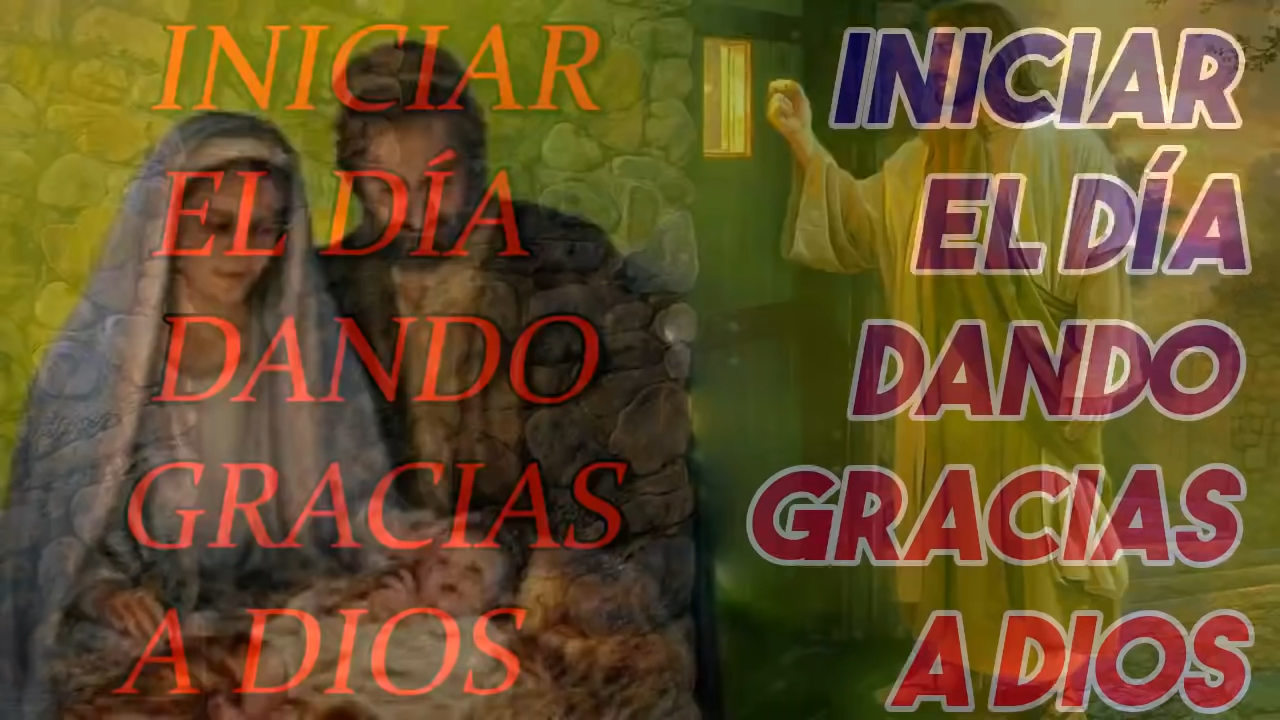 INICIAR
EL DÍA
DANDO
GRACIAS
A DIOS
INICIAR
EL DÍA
DANDO
GRACIAS
A DIOS